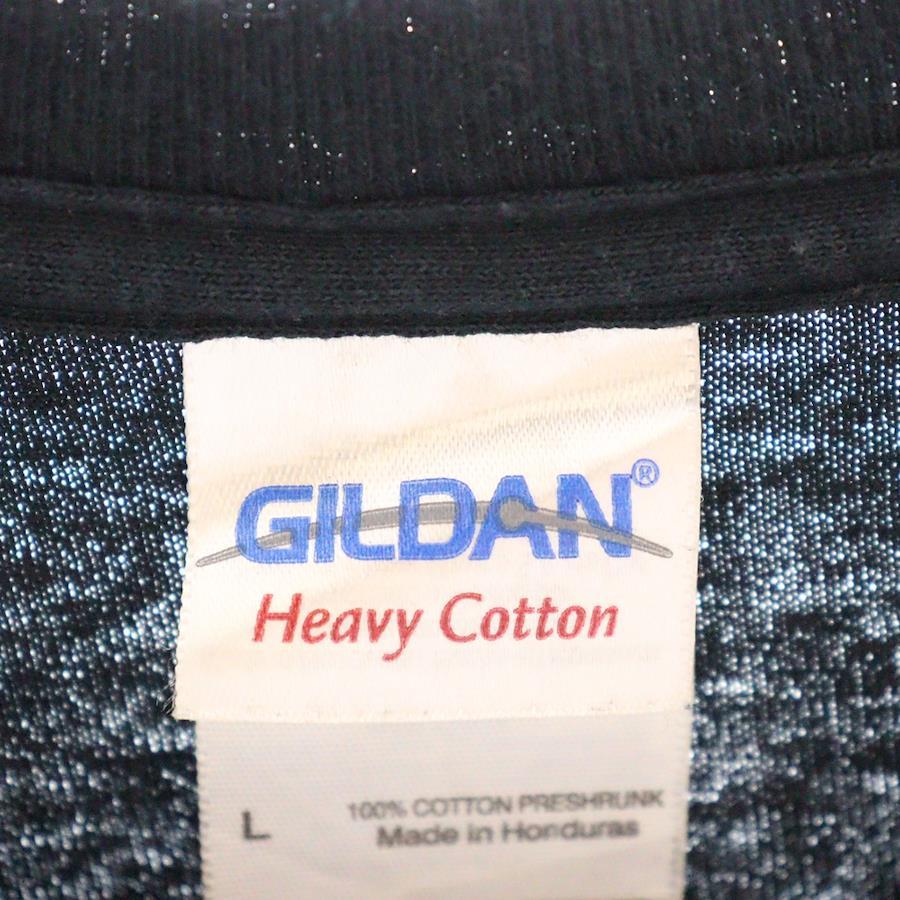 GILDAN®
Heavy Cotton
L
100% COTTON PRESHRUNK
Made in Honduras